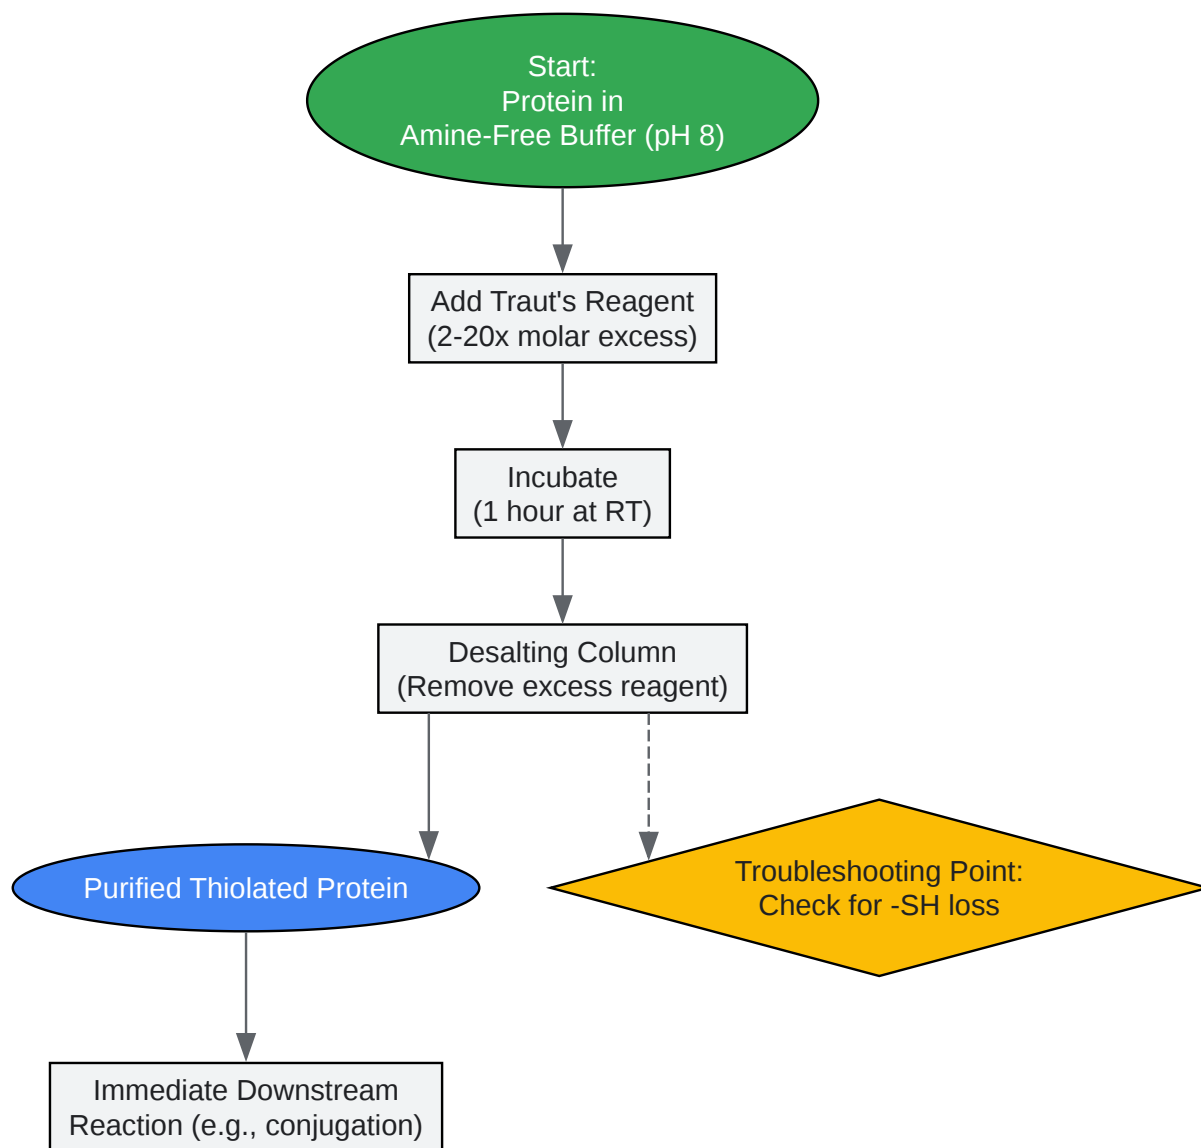 Start:
Protein in
Amine-Free Buffer (pH 8)
Add Traut's Reagent
(2-20x molar excess)
Incubate
(1 hour at RT)
Desalting Column
(Remove excess reagent)
Purified Thiolated Protein
Troubleshooting Point:
Check for -SH loss
Immediate Downstream
Reaction (e.g., conjugation)